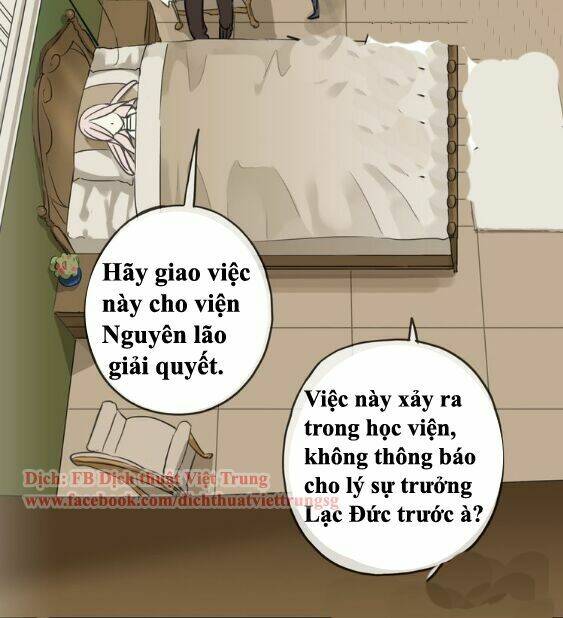 Hãy giao việc
này cho viện
Nguyên lão
giải quyết.
Việc này xảy ra
trong học viện,
không thông báo
cho lý sự trưởng
Lạc Đức trước à?
Dịch: FB Dịch thuật Việt Trung
www.facebook.com/dichthuatviettrungsg